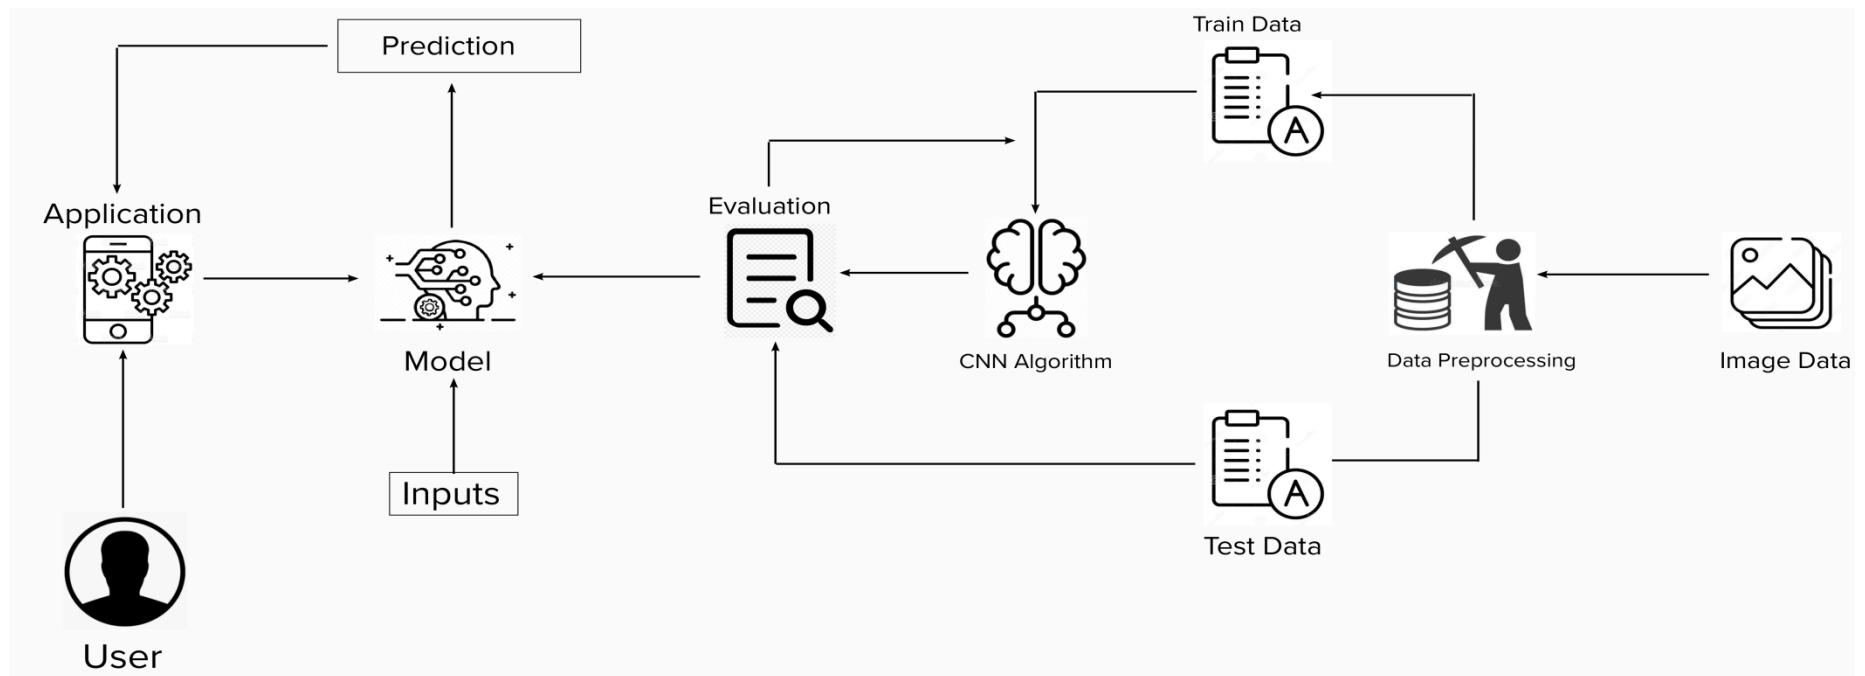 Prediction
Train Data
Application
Evaluation
Model
CNN Algorithm
Data Preprocessing
Image Data
Inputs
Test Data
User
A
A